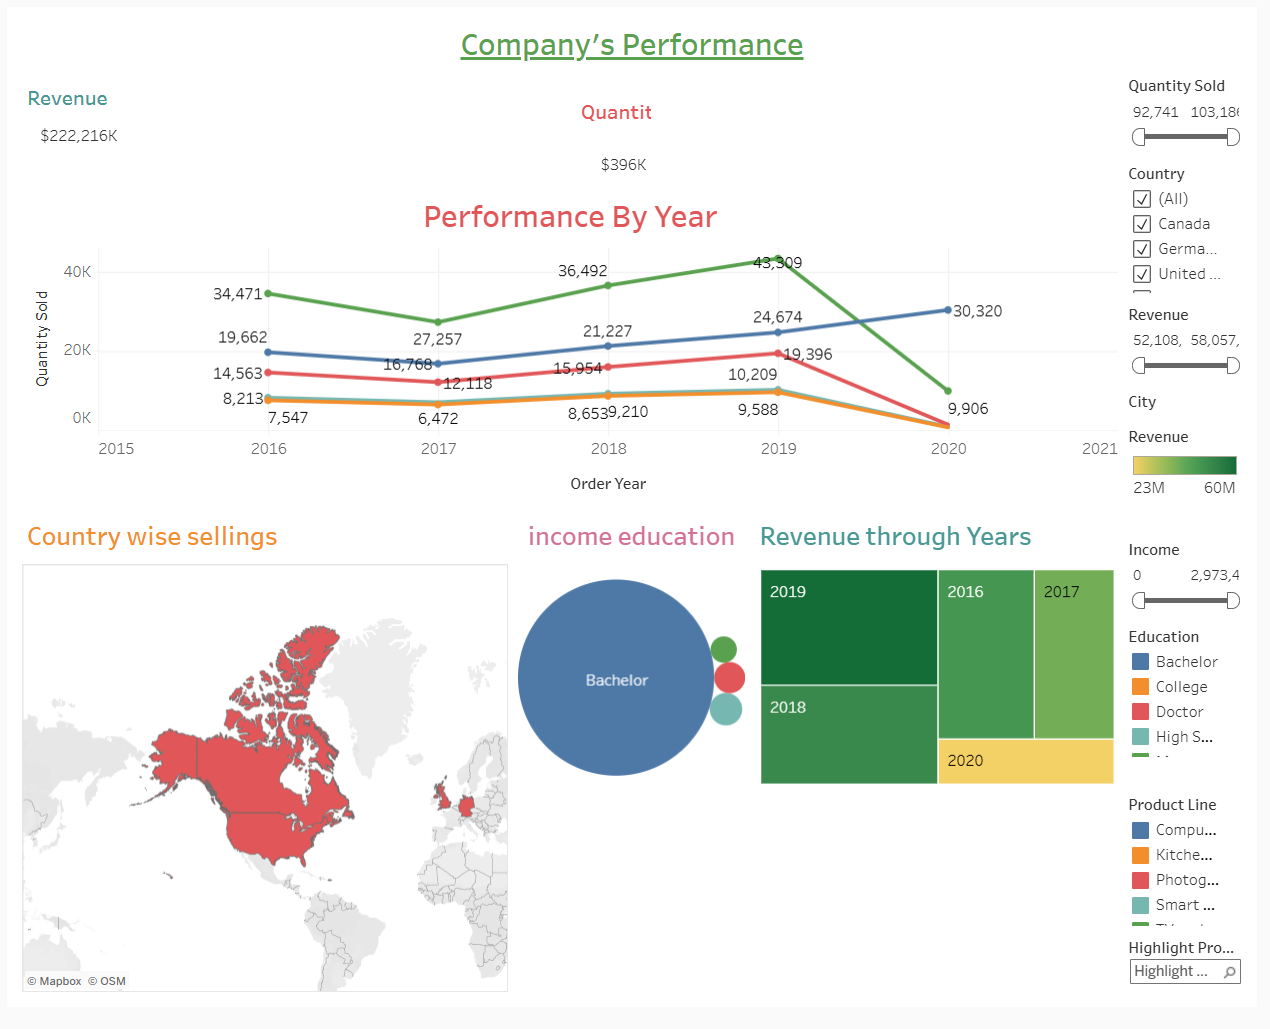 Company's Performance
Revenue
$222,216K
Quantit
$396K
Performance By Year
Quantity Sold
40K
20K
0K
34,471
27,257
36,492
43,309
9,906
19,662
16,768
21,227
24,674
30,320
14,563
12,118
15,954
19,396
8,213
9,210
10,209
7,547
6,472
8,653
9,588
2015 2016 2017 2018 2019 2020 2021
Order Year
Country wise sellings
© Mapbox © OSM
income education
Bachelor
Revenue through Years
2019
2016
2017
2018
2020
Quantity Sold
92,741 103,186
Country
(All)
Canada
Germa...
United ...
Revenue
52,108, 58,057,
City
Revenue
23M 60M
Income
0 2,973,4
Education
Bachelor
College
Doctor
High S...
Product Line
Compu...
Kitche...
Photog...
Smart ...
Highlight Pro...
Highlight ...